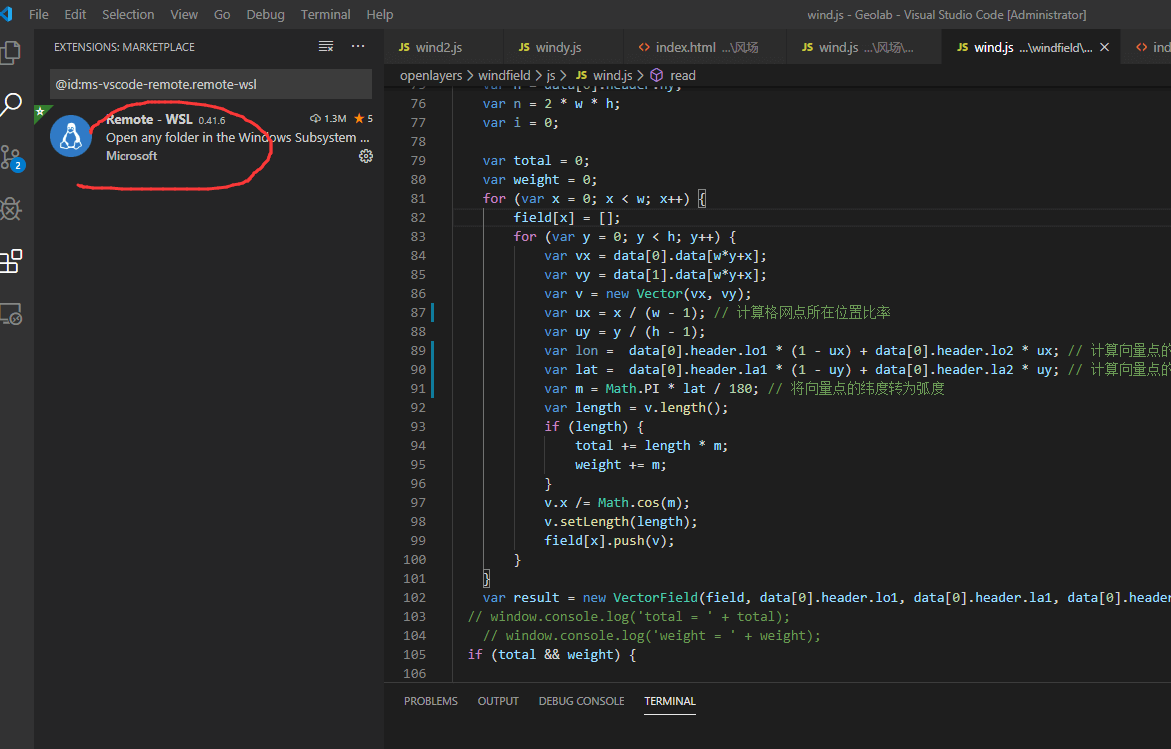 File Edit Selection View Go Debug Terminal Help
wind.js - Geolab - Visual Studio Code [Administrator]
EXTENSIONS: MARKETPLACE
@id:ms-vscode-remote.remote-wsl
Remote - WSL 0.41.6 1.3M 5
Open any folder in the Windows Subsystem ...
Microsoft
2
JS wind2.js JS windy.js index.html ...\风场 JS wind.js ...\风场\... JS wind.js ...\windfield\... ind
openlayers > windfield > js > JS wind.js > read
75 var h = data[0].header.ny;
76 var n = 2 * w * h;
77 var i = 0;
78
79 var total = 0;
80 var weight = 0;
81 for (var x = 0; x < w; x++) {
82 field[x] = [];
83 for (var y = 0; y < h; y++) {
84 var vx = data[0].data[w*y+x];
85 var vy = data[1].data[w*y+x];
86 var v = new Vector(vx, vy);
87 var ux = x / (w - 1); // 计算格网点所在位置比率
88 var uy = y / (h - 1);
89 var lon =  data[0].header.lo1 * (1 - ux) + data[0].header.lo2 * ux; // 计算向量点的
90 var lat =  data[0].header.la1 * (1 - uy) + data[0].header.la2 * uy; // 计算向量点的
91 var m = Math.PI * lat / 180; // 将向量点的纬度转为弧度
92 var length = v.length();
93 if (length) {
94 total += length * m;
95 weight += m;
96 }
97 v.x /= Math.cos(m);
98 v.setLength(length);
99 field[x].push(v);
100 }
101 }
102 var result = new VectorField(field, data[0].header.lo1, data[0].header.la1, data[0].header
103 // window.console.log('total = ' + total);
104 // window.console.log('weight = ' + weight);
105 if (total && weight) {
106
PROBLEMS OUTPUT DEBUG CONSOLE TERMINAL